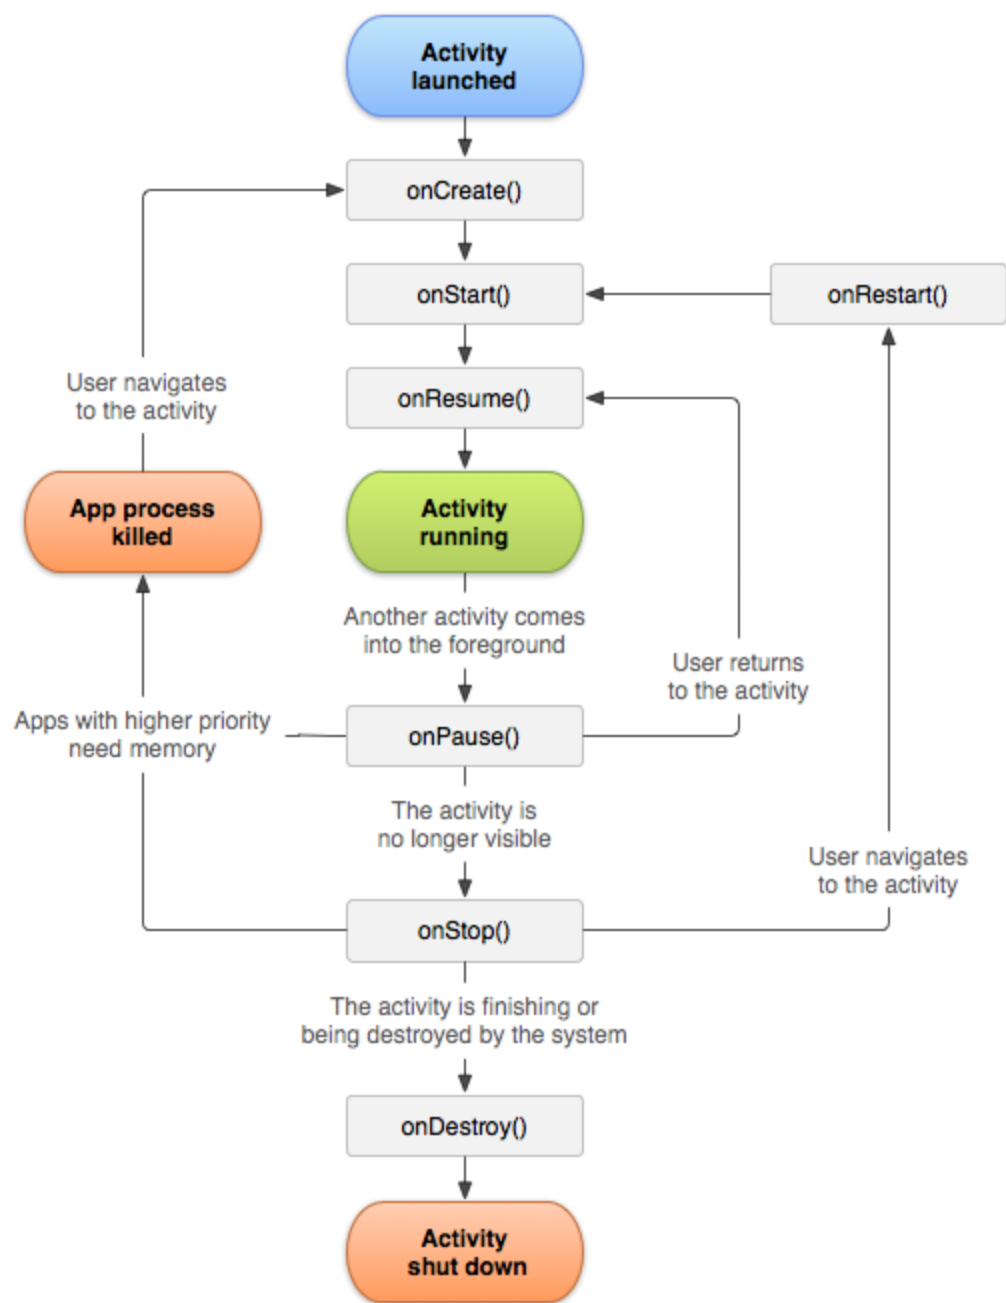 Activity
launched
onCreate()
onStart()
onRestart()
onResume()
User navigates
to the activity
App process
killed
Activity
running
Another activity comes
into the foreground
User returns
to the activity
Apps with higher priority
need memory
onPause()
The activity is
no longer visible
User navigates
to the activity
onStop()
The activity is finishing or
being destroyed by the system
onDestroy()
Activity
shut down